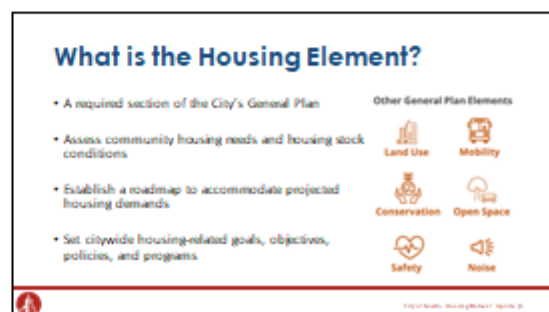 What is the Housing Element?
• A required section of the City's General Plan
• Assess community housing needs and housing stock
conditions
• Establish a roadmap to accommodate projected
housing demands
• Set citywide housing-related goals, objectives,
policies, and programs
Other General Plan Elements
Land Use
Mobility
Conservation
Open Space
Safety
Noise
Housing Element